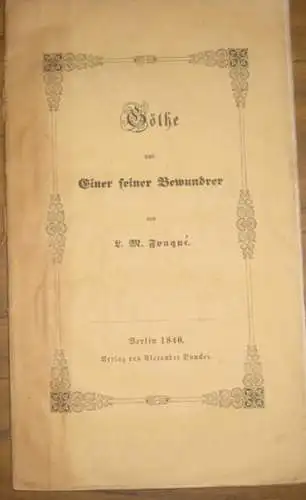 Göthe
und
Einer seiner Bewundrer
von
L. M. Fouqué.
Berlin 1840.
Verlag von Alexander Duncker.